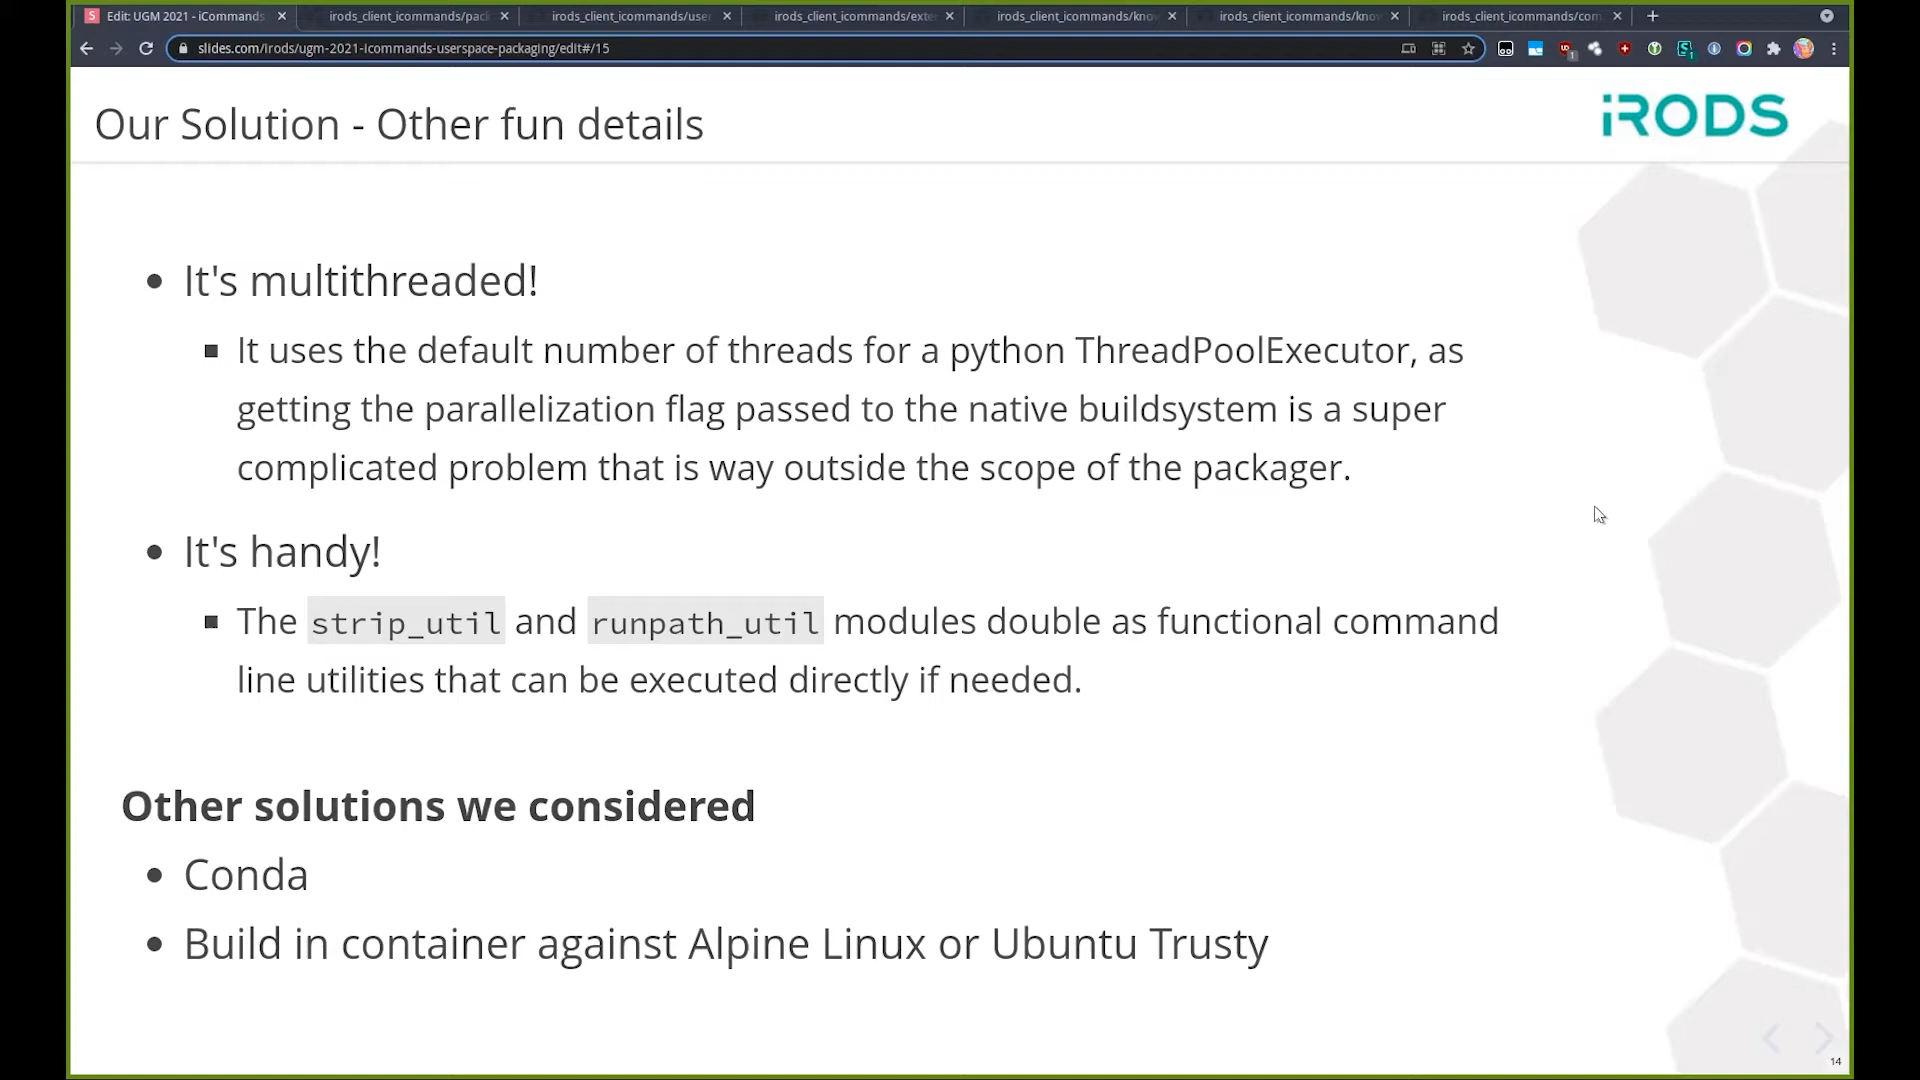 Edit: UGM 2021 - iCommands
irods_client_icommands/pack
irods_client_icommands/user
irods_client_icommands/exte
irods_client_icommands/know
irods_client_icommands/know
irods_client_icommands/com
slides.com/irods/ugm-2021-icommands-userspace-packaging/edit#/15
Our Solution - Other fun details
iRODS
It's multithreaded!
It uses the default number of threads for a python ThreadPoolExecutor, as
getting the parallelization flag passed to the native buildsystem is a super
complicated problem that is way outside the scope of the packager.
It's handy!
The strip_util and runpath_util modules double as functional command
line utilities that can be executed directly if needed.
Other solutions we considered
Conda
Build in container against Alpine Linux or Ubuntu Trusty
14